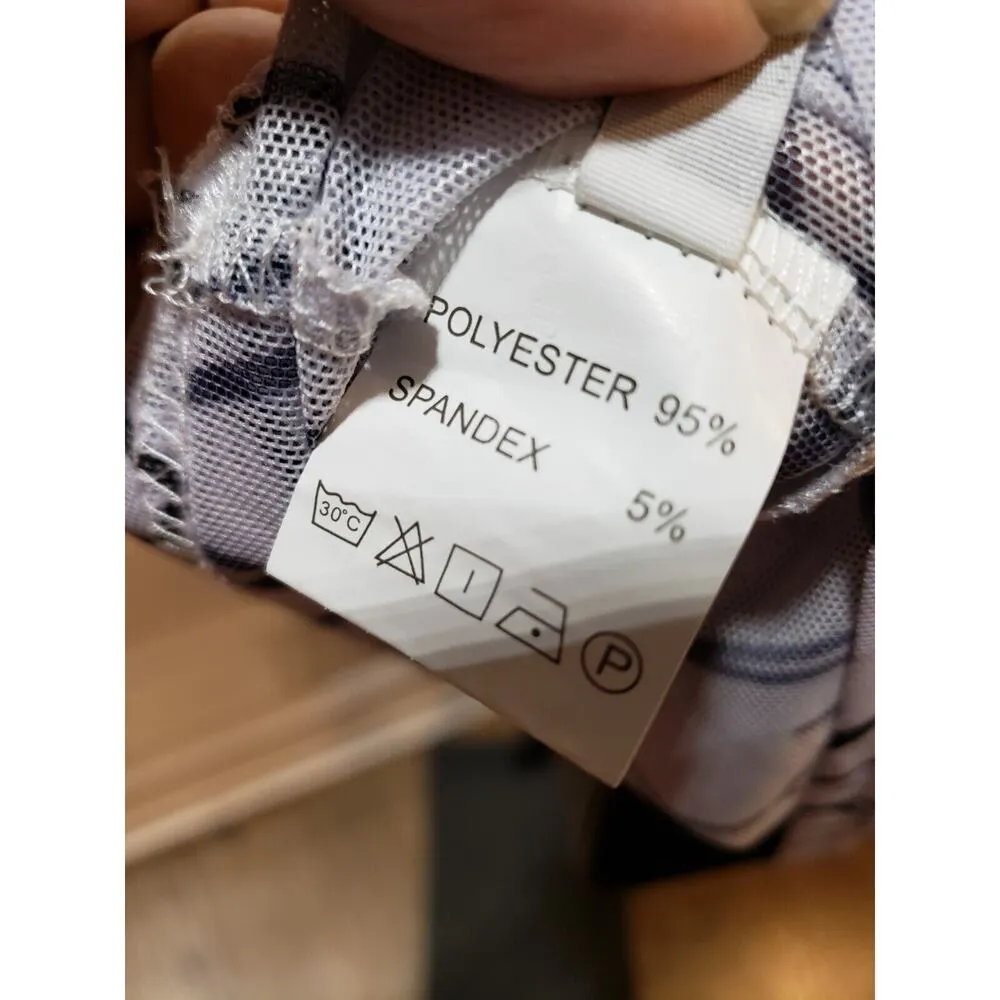 POLYESTER 95%
SPANDEX 5%
30°C
P